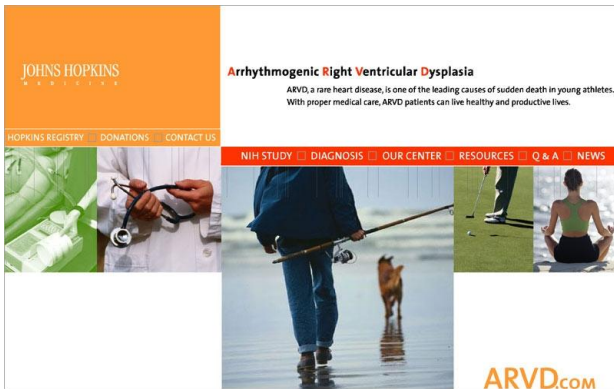 JOHNS HOPKINS
MEDICINE
Arrhythmogenic Right Ventricular Dysplasia
ARVD, a rare heart disease, is one of the leading causes of sudden death in young athletes.
With proper medical care, ARVD patients can live healthy and productive lives.
HOPKINS REGISTRY DONATIONS CONTACT US
NIH STUDY DIAGNOSIS OUR CENTER RESOURCES Q & A NEWS
ARVD.COM